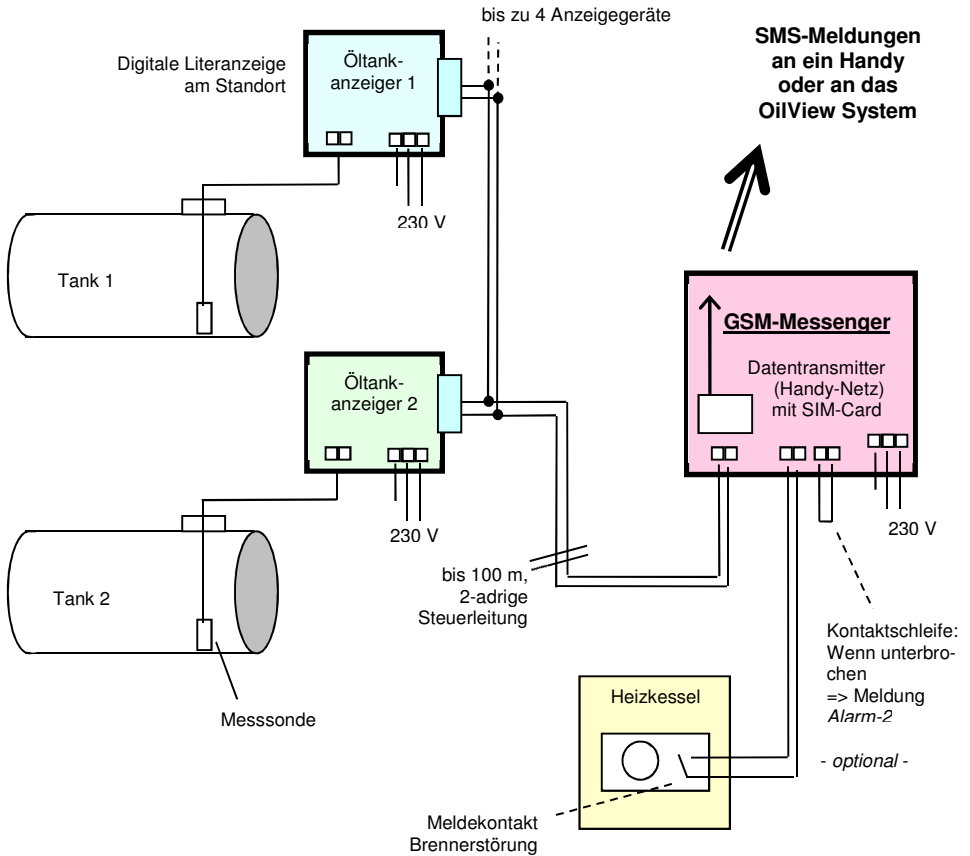 bis zu 4 Anzeigegeräte
Digitale Literanzeige
am Standort
Öltank-
anzeiger 1
230 V
Tank 1
SMS-Meldungen
an ein Handy
oder an das
OilView System
GSM-Messenger
Datentransmitter
(Handy-Netz)
mit SIM-Card
230 V
Öltank-
anzeiger 2
230 V
Tank 2
Messsonde
bis 100 m,
2-adrige
Steuerleitung
Kontaktschleife:
Wenn unterbro-
chen
=> Meldung
Alarm-2
- optional -
Heizkessel
Meldekontakt
Brennerstörung